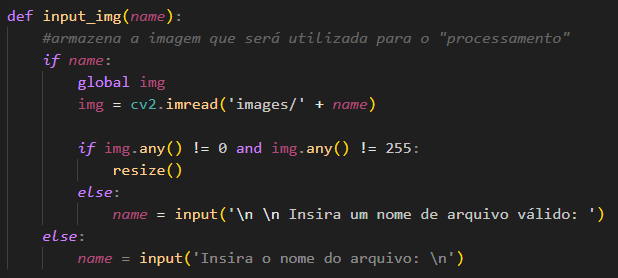 def input_img(name):
    #armazena a imagem que será utilizada para o "processamento"
    if name:
        global img
        img = cv2.imread('images/' + name)
        if img.any() != 0 and img.any() != 255:
            resize()
        else:
            name = input('\n \n Insira um nome de arquivo válido: ')
    else:
        name = input('Insira o nome do arquivo: \n')